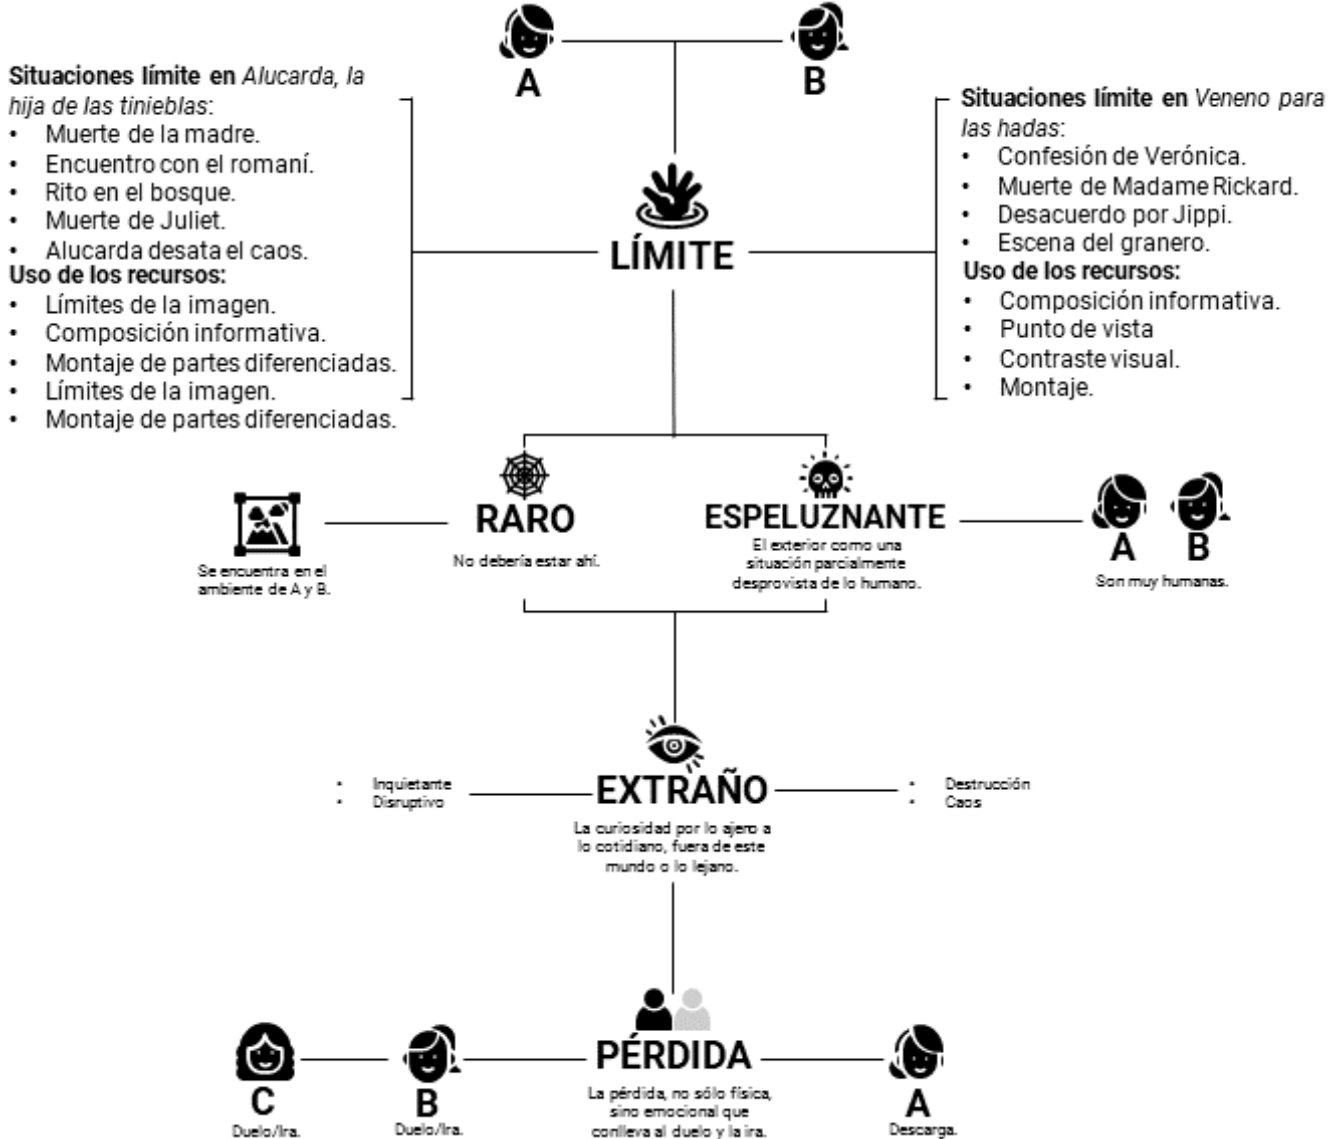 A
B
Situaciones límite en Alucarda, la
hija de las tinieblas:
• Muerte de la madre.
• Encuentro con el romaní.
• Rito en el bosque.
• Muerte de Juliet.
• Alucarda desata el caos.
Uso de los recursos:
• Límites de la imagen.
• Composición informativa.
• Montaje de partes diferenciadas.
• Límites de la imagen.
• Montaje de partes diferenciadas.
LÍMITE
Situaciones límite en Veneno para
las hadas:
• Confesión de Verónica.
• Muerte de Madame Rickard.
• Desacuerdo por Jippi.
• Escena del granero.
Uso de los recursos:
• Composición informativa.
• Punto de vista
• Contraste visual.
• Montaje.
Se encuentra en el
ambiente de A y B.
RARO
No debería estar ahí.
ESPELUZNANTE
El exterior como una
situación parcialmente
desprovista de lo humano.
A
B
Son muy humanas.
• Inquietante
• Disruptivo
EXTRAÑO
La curiosidad por lo ajeno a
lo cotidiano, fuera de este
mundo o lo lejano.
• Destrucción
• Caos
C
Duelo/Ira.
B
Duelo/Ira.
PÉRDIDA
La pérdida, no sólo física,
sino emocional que
conlleva al duelo y la ira.
A
Descarga.